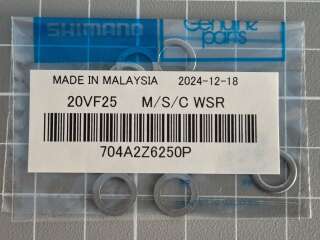 SHIMANO
Genuine
parts
MADE IN MALAYSIA 2024-12-18
20VF25 M/S/C WSR
704A2Z6250P